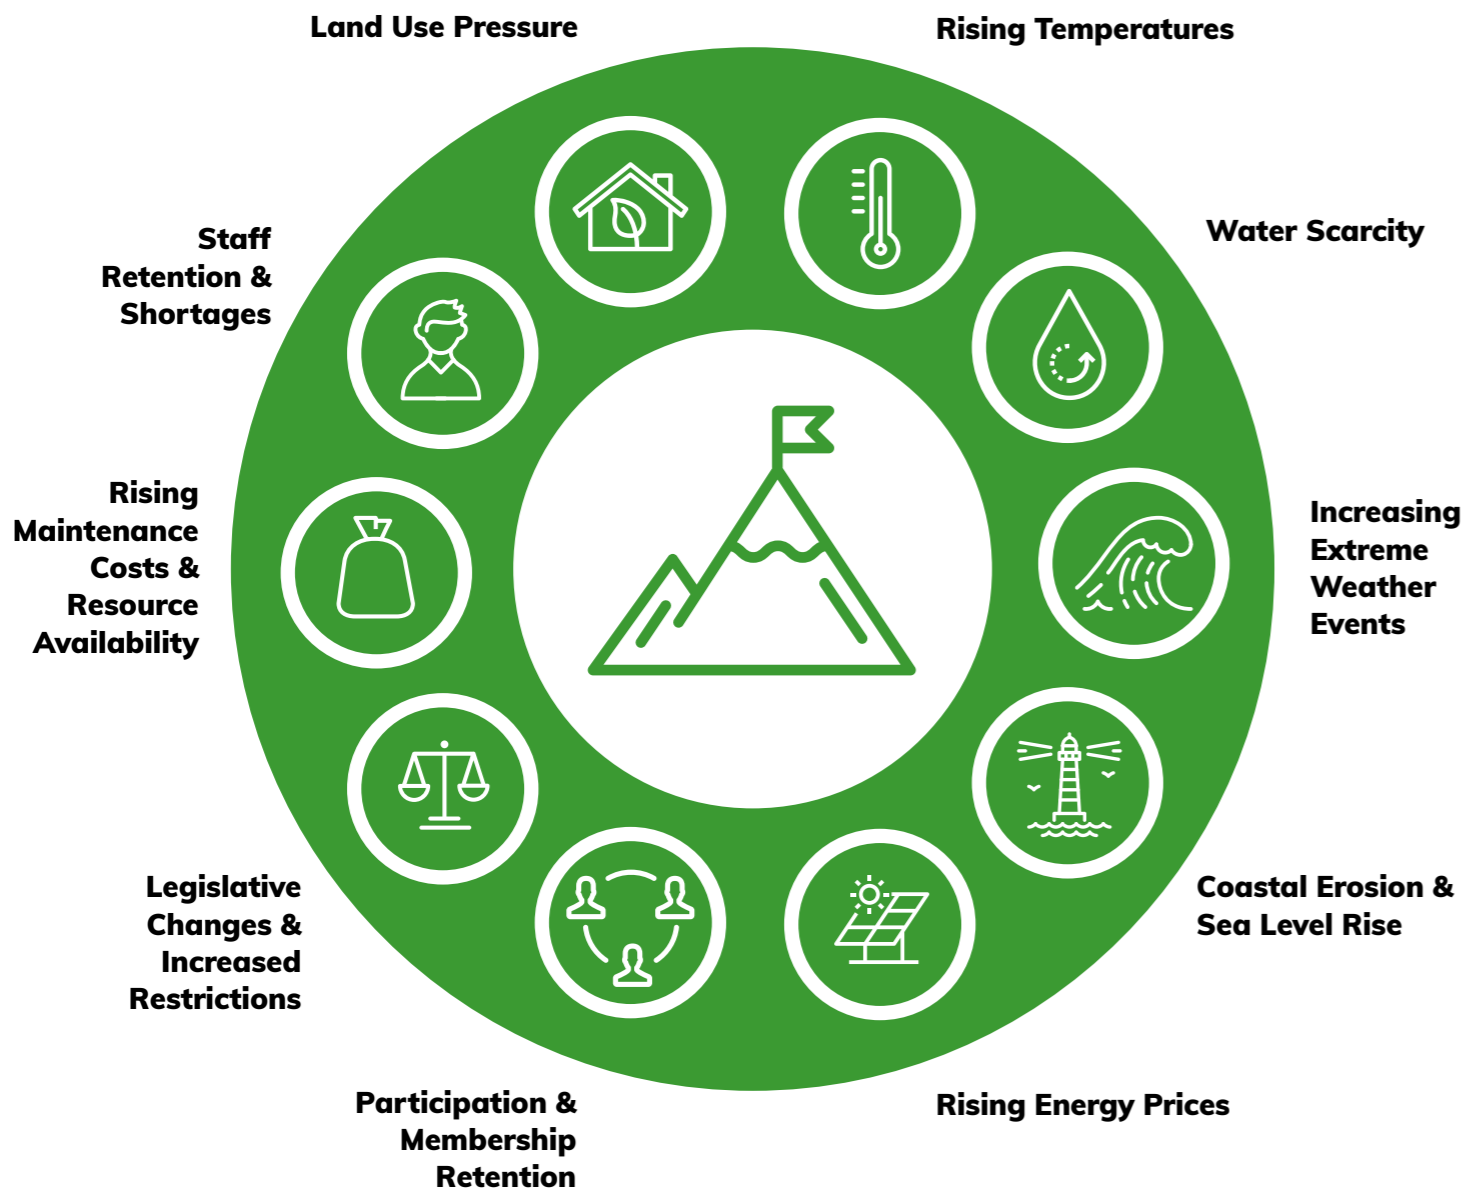 Land Use Pressure
Rising Temperatures
Water Scarcity
Increasing
Extreme
Weather
Events
Coastal Erosion &
Sea Level Rise
Rising Energy Prices
Participation &
Membership
Retention
Legislative
Changes &
Increased
Restrictions
Rising
Maintenance
Costs &
Resource
Availability
Staff
Retention &
Shortages